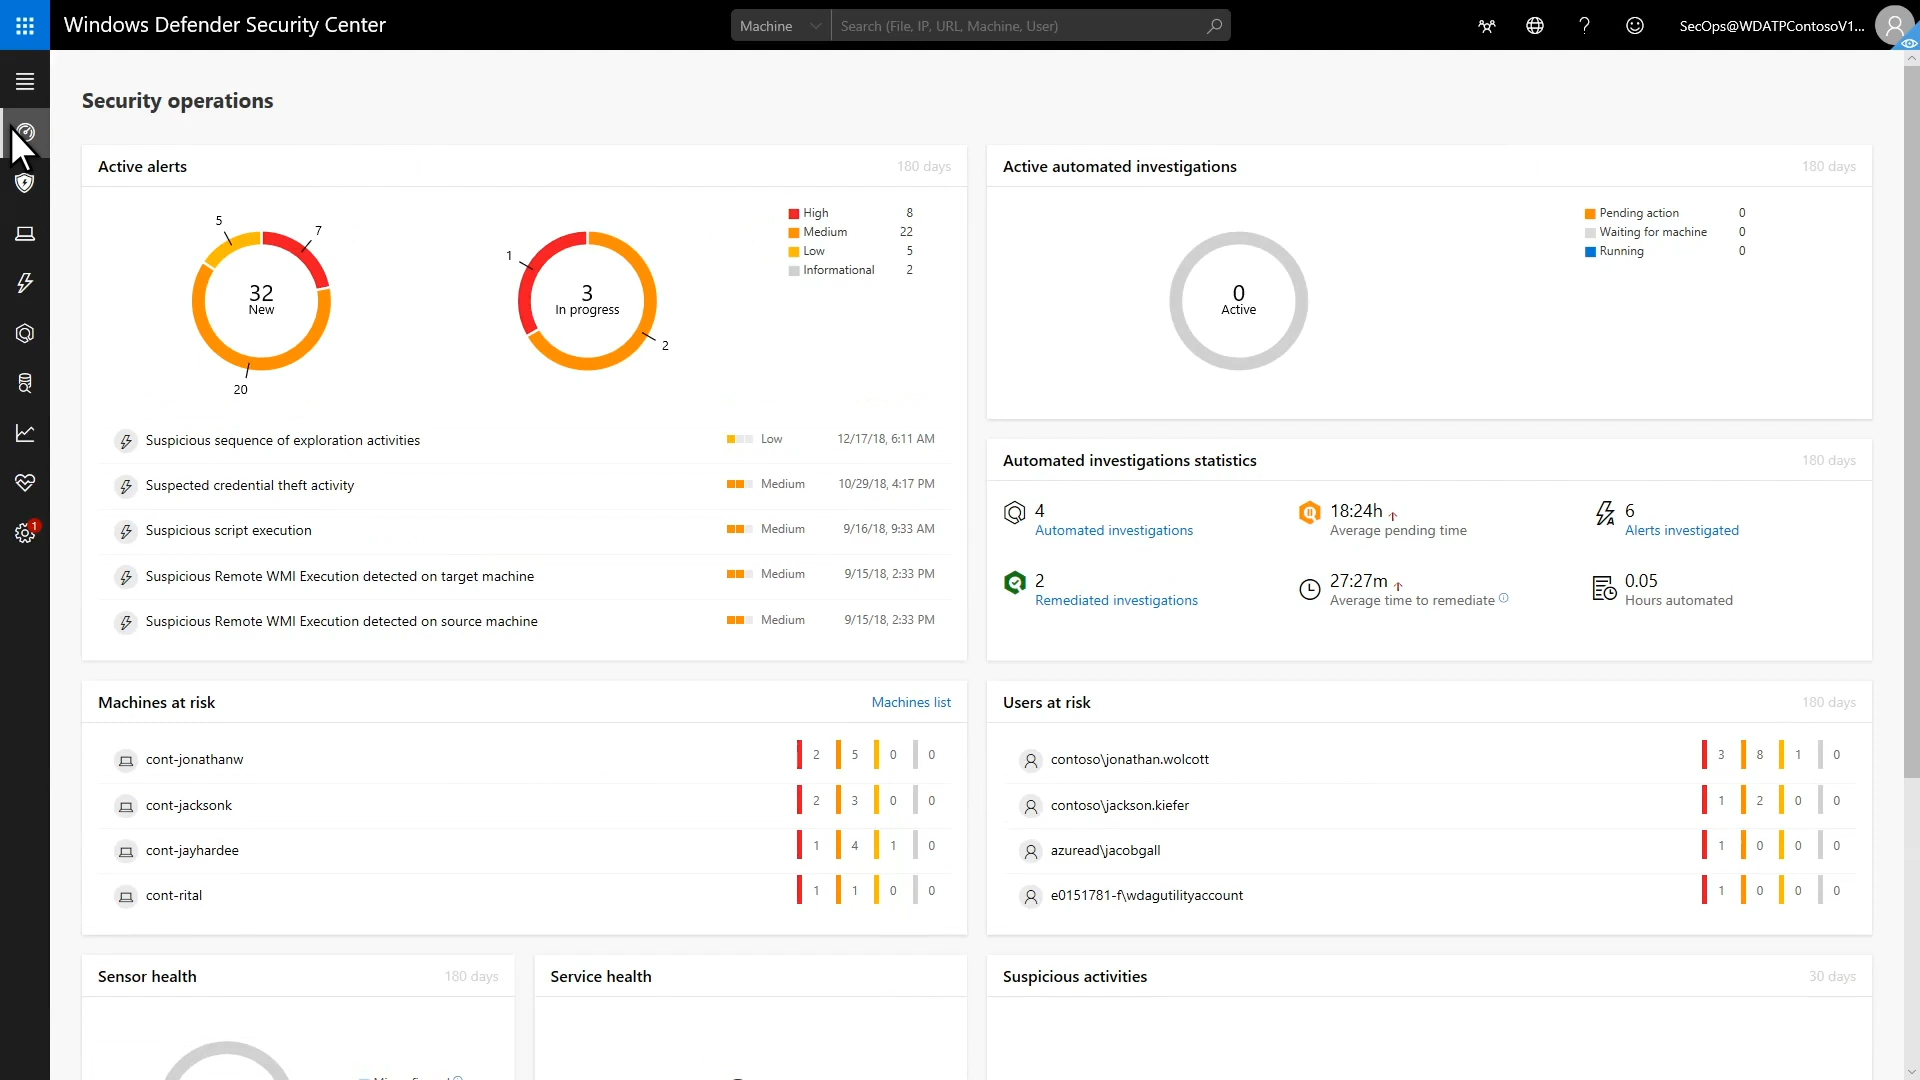 Windows Defender Security Center
Machine
Search (File, IP, URL, Machine, User)
SecOps@WDATPContosoV1...
Security operations
Active alerts
180 days
5
7
32
New
20
1
3
In progress
2
High 8
Medium 22
Low 5
Informational 2
Suspicious sequence of exploration activities Low 12/17/18, 6:11 AM
Suspected credential theft activity Medium 10/29/18, 4:17 PM
Suspicious script execution Medium 9/16/18, 9:33 AM
Suspicious Remote WMI Execution detected on target machine Medium 9/15/18, 2:33 PM
Suspicious Remote WMI Execution detected on source machine Medium 9/15/18, 2:33 PM
Active automated investigations
180 days
0
Active
Pending action 0
Waiting for machine 0
Running 0
Automated investigations statistics
180 days
4
Automated investigations
18:24h
Average pending time
6
Alerts investigated
2
Remediated investigations
27:27m
Average time to remediate
0.05
Hours automated
Machines at risk
Machines list
cont-jonathanw 2 5 0 0
cont-jacksonk 2 3 0 0
cont-jayhardee 1 4 1 0
cont-rital 1 1 0 0
Users at risk
180 days
contoso\jonathan.wolcott 3 8 1 0
contoso\jackson.kiefer 1 2 0 0
azuread\jacobgall 1 0 0 0
e0151781-f\wdagutilityaccount 1 0 0 0
Sensor health
180 days
Service health
Suspicious activities
30 days
1